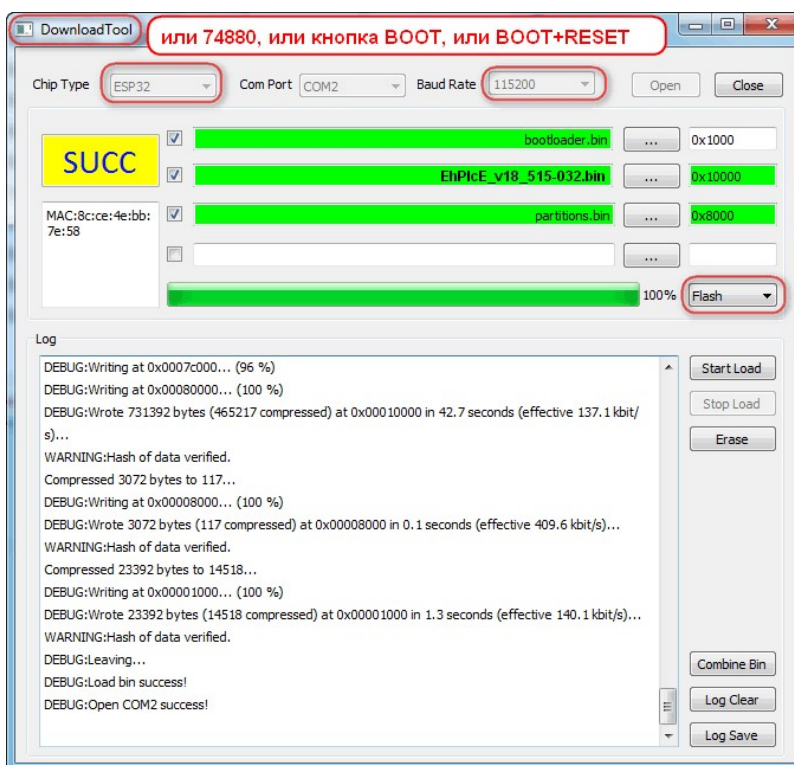 DownloadTool
или 74880, или кнопка BOOT, или BOOT+RESET
Chip Type ESP32 Com Port COM2 Baud Rate 115200 Open Close
SUCC
bootloader.bin ... 0x1000
EhPlcE_v18_515-032.bin ... 0x10000
MAC:8c:ce:4e:bb:
7e:58
partitions.bin ... 0x8000
...
100% Flash
Log
DEBUG:Writing at 0x0007c000... (96 %)
DEBUG:Writing at 0x00080000... (100 %)
DEBUG:Wrote 731392 bytes (465217 compressed) at 0x00010000 in 42.7 seconds (effective 137.1 kbit/
s)...
WARNING:Hash of data verified.
Compressed 3072 bytes to 117...
DEBUG:Writing at 0x00008000... (100 %)
DEBUG:Wrote 3072 bytes (117 compressed) at 0x00008000 in 0.1 seconds (effective 409.6 kbit/s)...
WARNING:Hash of data verified.
Compressed 23392 bytes to 14518...
DEBUG:Writing at 0x00001000... (100 %)
DEBUG:Wrote 23392 bytes (14518 compressed) at 0x00001000 in 1.3 seconds (effective 140.1 kbit/s)...
WARNING:Hash of data verified.
DEBUG:Leaving...
DEBUG:Load bin success!
DEBUG:Open COM2 success!
Start Load
Stop Load
Erase
Combine Bin
Log Clear
Log Save